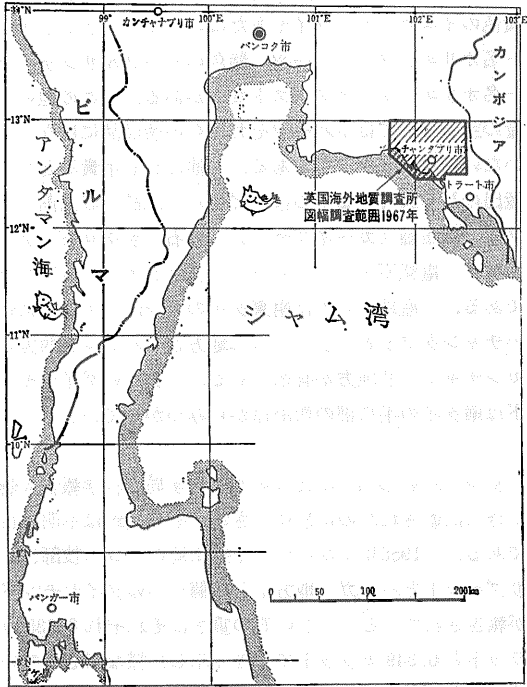 14°N
99°
カンチャナブリ市
100°E
101°E
102°E
103°E
バンコク市
カンボジア
ビルマ
13°N
チャンタブリ市
アンダマン海
トラート市
英国海外地質調査所
図幅調査範囲1967年
12°N
シャム湾
11°N
10°N
パンガー市
0 50 100 200km